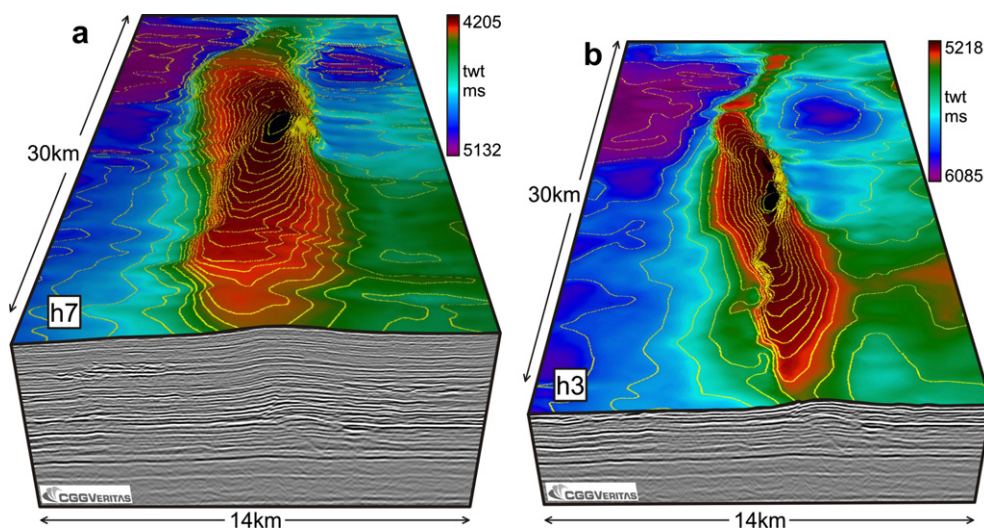 a
4205
twt
ms
5132
30km
h7
CGGVERITAS
14km
b
5218
twt
ms
6085
30km
h3
CGGVERITAS
14km